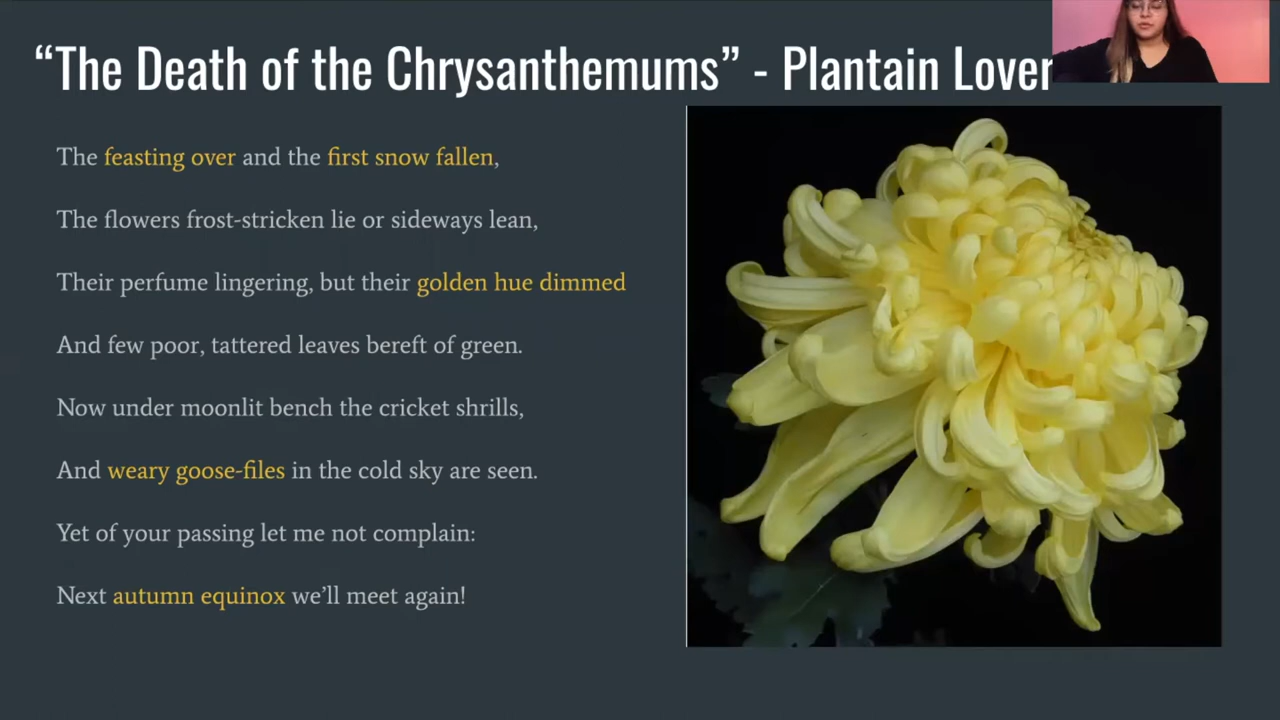 “The Death of the Chrysanthemums” - Plantain Lover
The feasting over and the first snow fallen,
The flowers frost-stricken lie or sideways lean,
Their perfume lingering, but their golden hue dimmed
And few poor, tattered leaves bereft of green.
Now under moonlit bench the cricket shrills,
And weary goose-files in the cold sky are seen.
Yet of your passing let me not complain:
Next autumn equinox we’ll meet again!